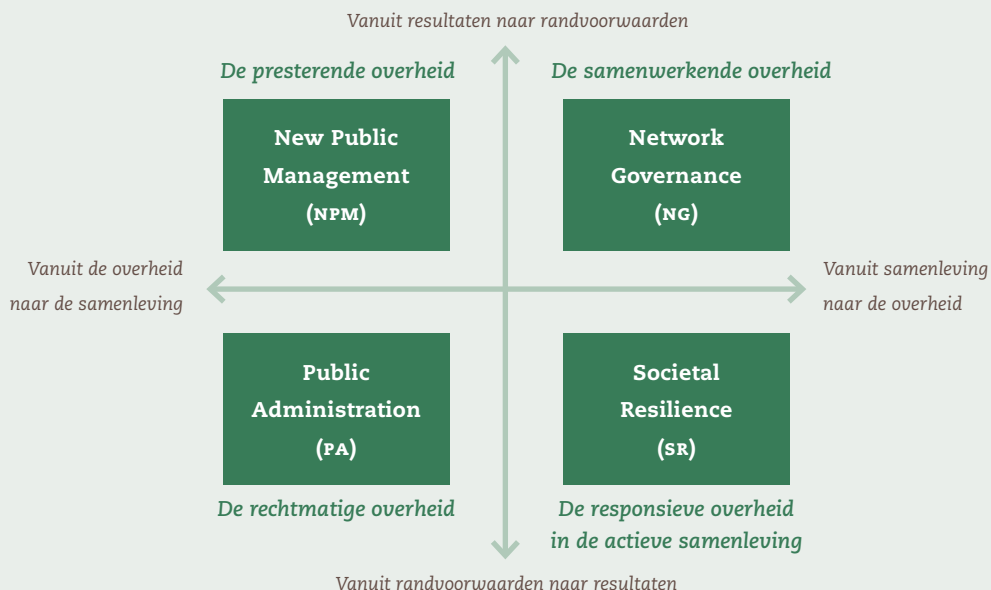 Vanuit resultaten naar randvoorwaarden
De presterende overheid
De samenwerkende overheid
New Public
Management
(NPM)
Network
Governance
(NG)
Vanuit de overheid
naar de samenleving
Vanuit samenleving
naar de overheid
Public
Administration
(PA)
Societal
Resilience
(SR)
De rechtmatige overheid
De responsieve overheid
in de actieve samenleving
Vanuit randvoorwaarden naar resultaten